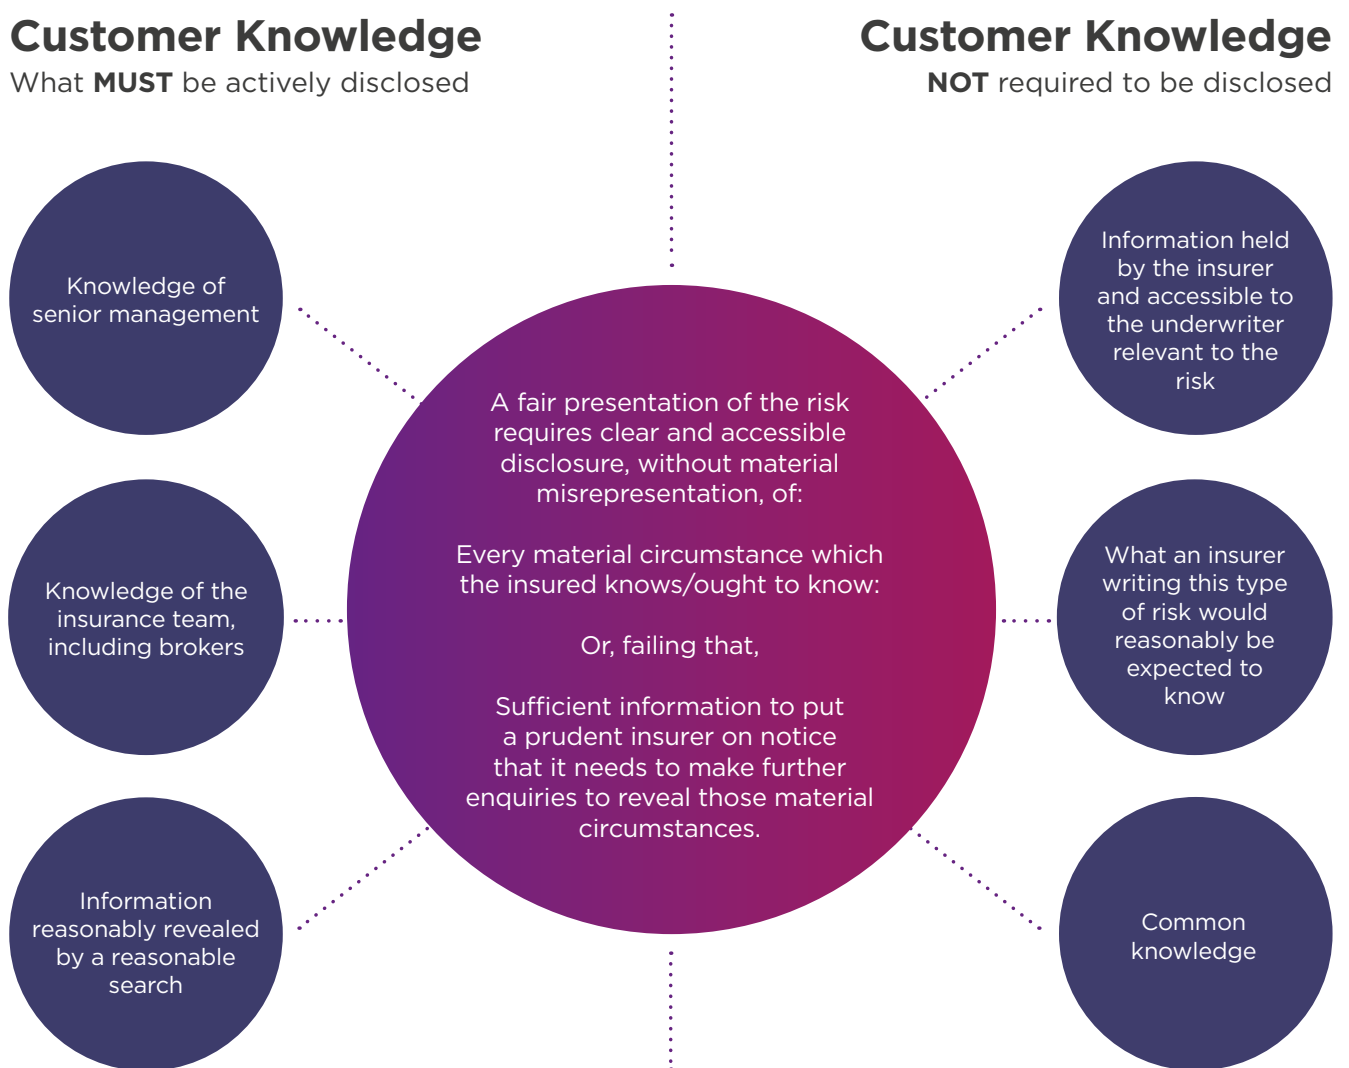 Customer Knowledge
What MUST be actively disclosed
Knowledge of
senior management
Knowledge of the
insurance team,
including brokers
Information
reasonably revealed
by a reasonable
search
A fair presentation of the risk
requires clear and accessible
disclosure, without material
misrepresentation, of:
Every material circumstance which
the insured knows/ought to know:
Or, failing that,
Sufficient information to put
a prudent insurer on notice
that it needs to make further
enquiries to reveal those material
circumstances.
Customer Knowledge
NOT required to be disclosed
Information held
by the insurer
and accessible to
the underwriter
relevant to the
risk
What an insurer
writing this type
of risk would
reasonably be
expected to
know
Common
knowledge